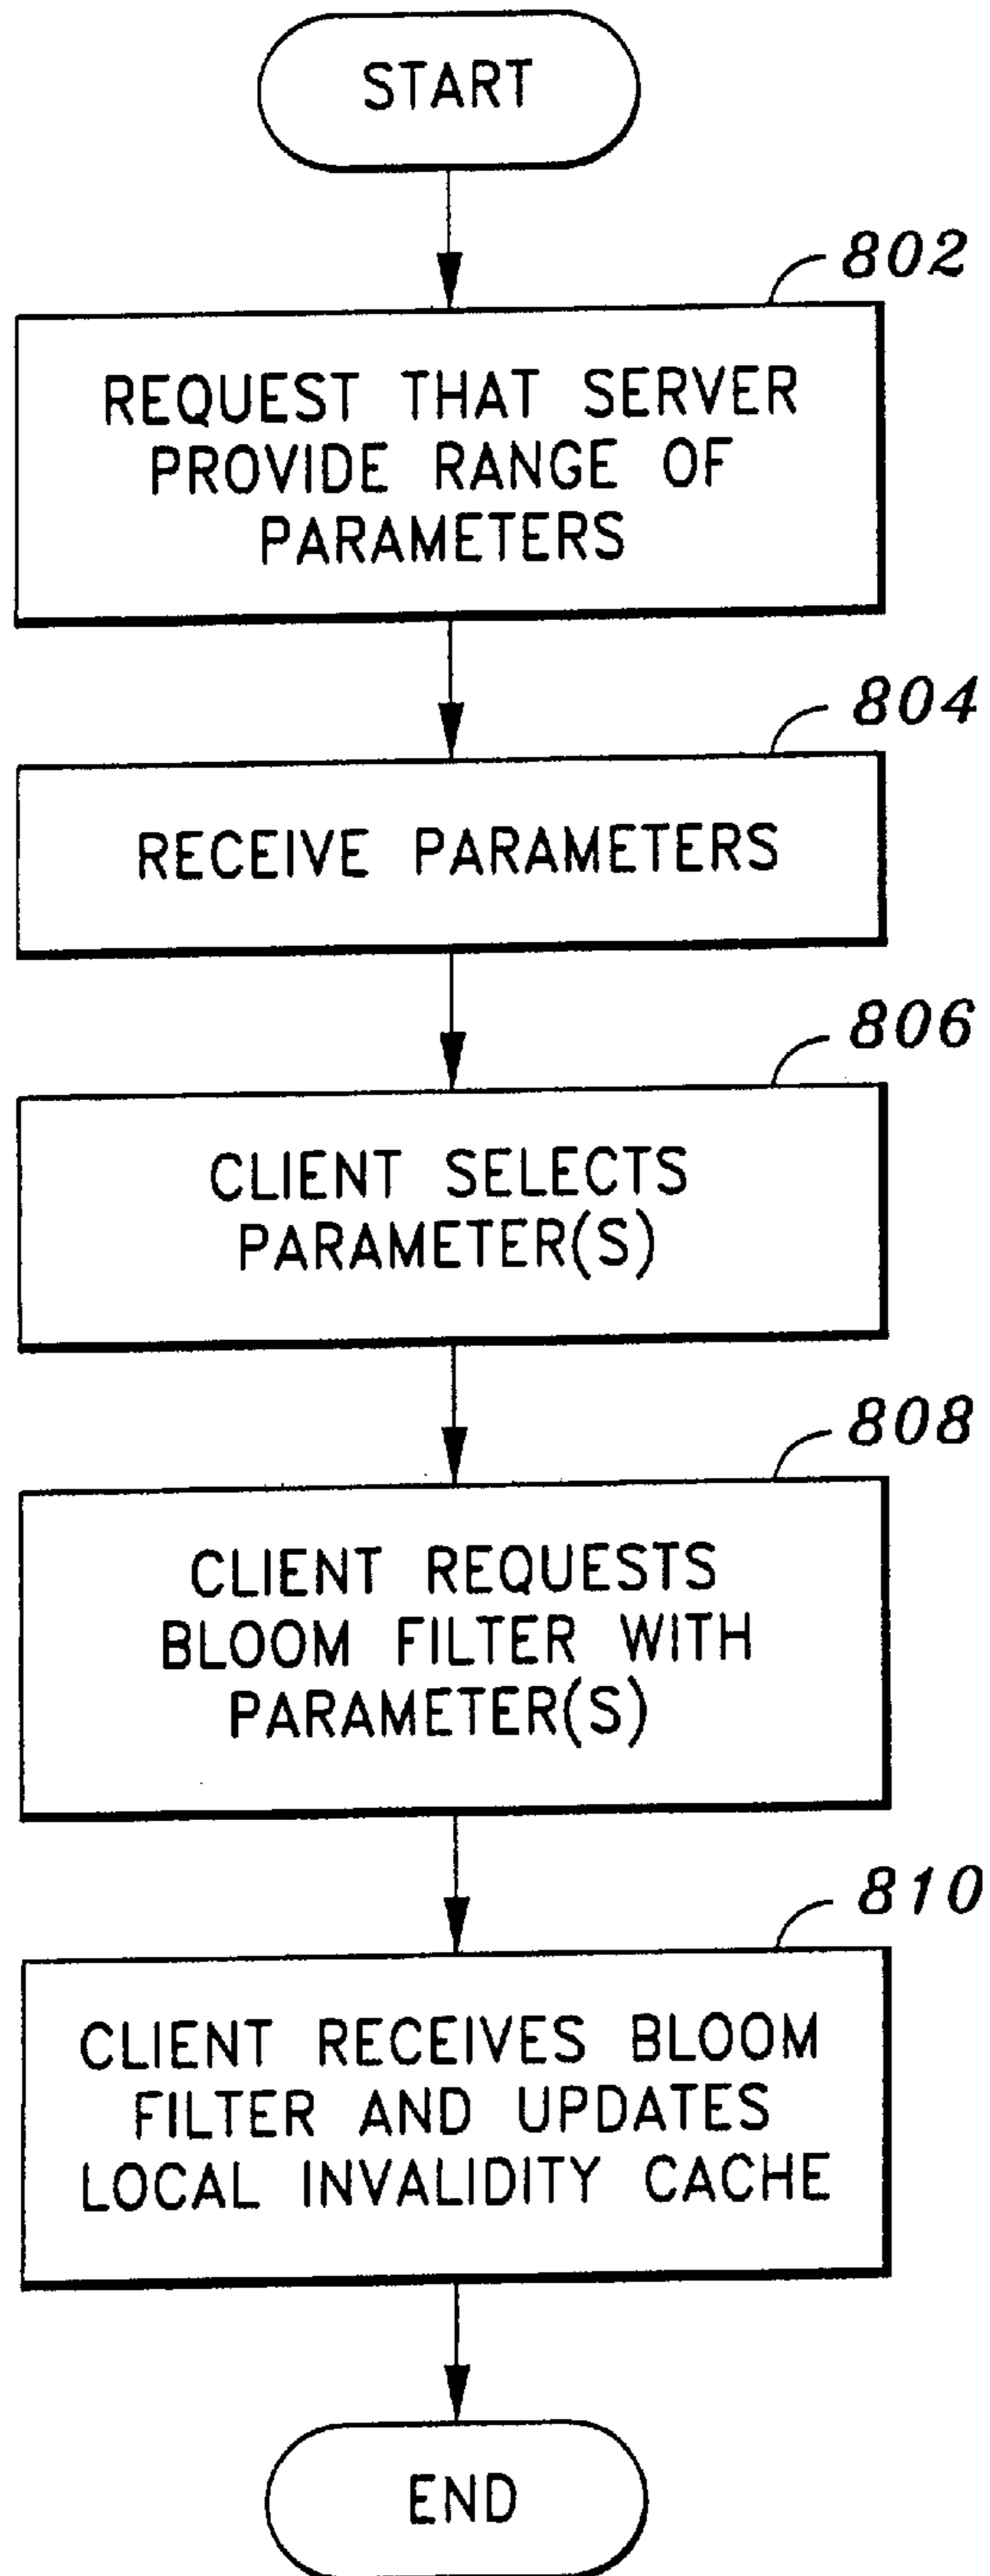 START
802
REQUEST THAT SERVER
PROVIDE RANGE OF
PARAMETERS
804
RECEIVE PARAMETERS
806
CLIENT SELECTS
PARAMETER(S)
808
CLIENT REQUESTS
BLOOM FILTER WITH
PARAMETER(S)
810
CLIENT RECEIVES BLOOM
FILTER AND UPDATES
LOCAL INVALIDITY CACHE
END